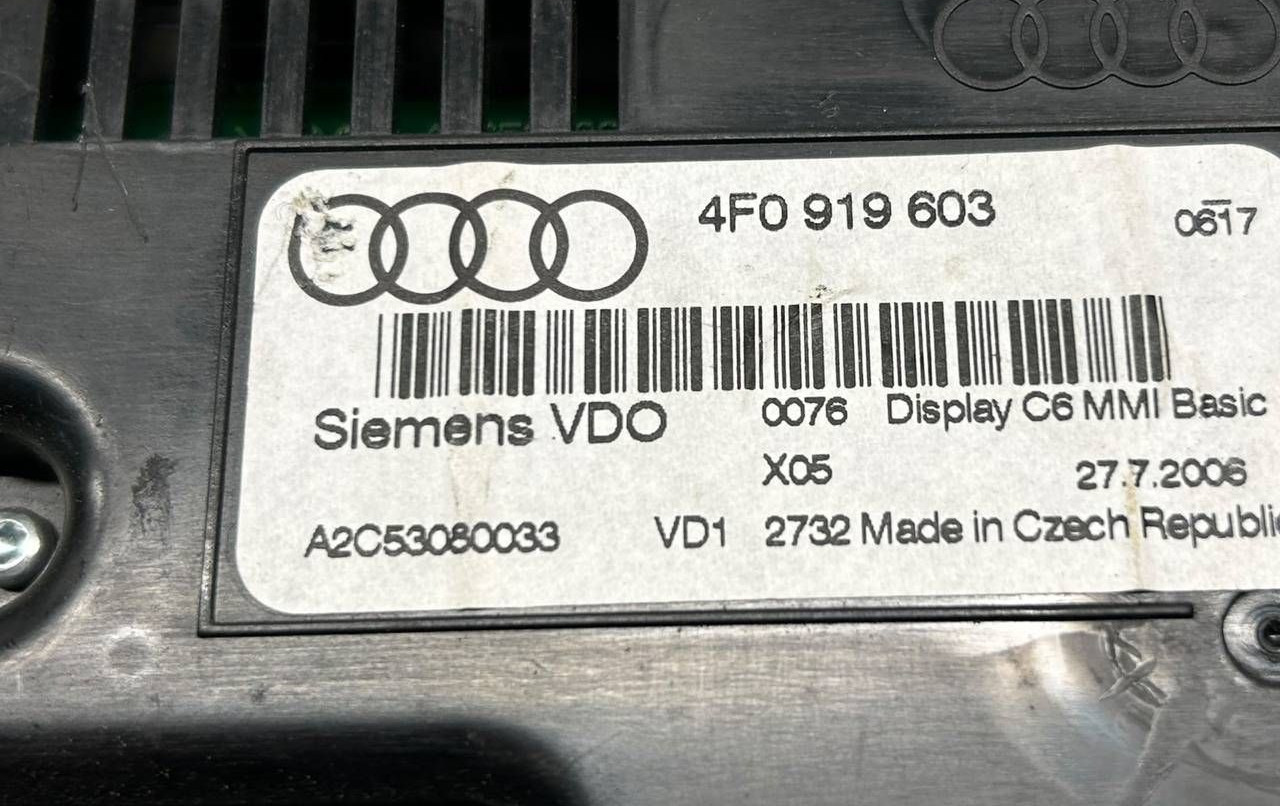 4F0 919 603 0617
Siemens VDO 0076 Display C6 MMI Basic
X05 27.7.2006
A2C53080033 VD1 2732 Made in Czech Republic